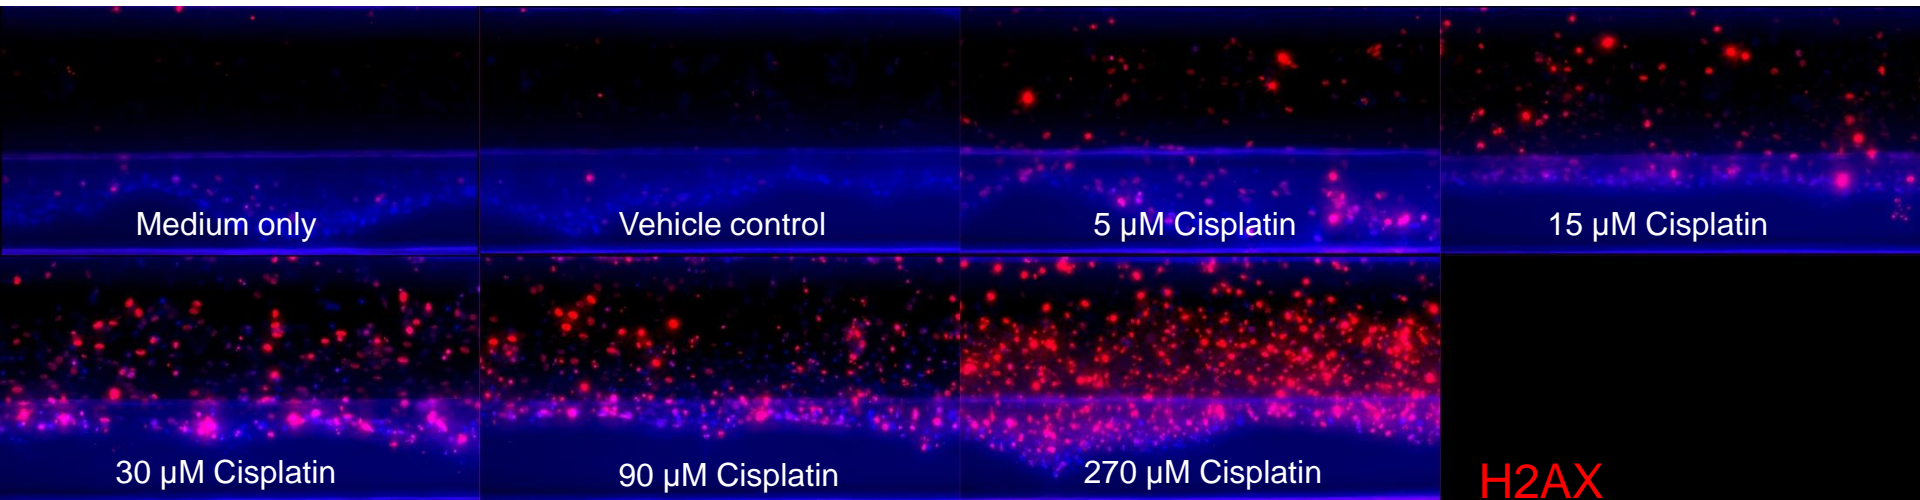 Medium only
Vehicle control
5 µM Cisplatin
15 µM Cisplatin
30 µM Cisplatin
90 µM Cisplatin
270 µM Cisplatin
H2AX